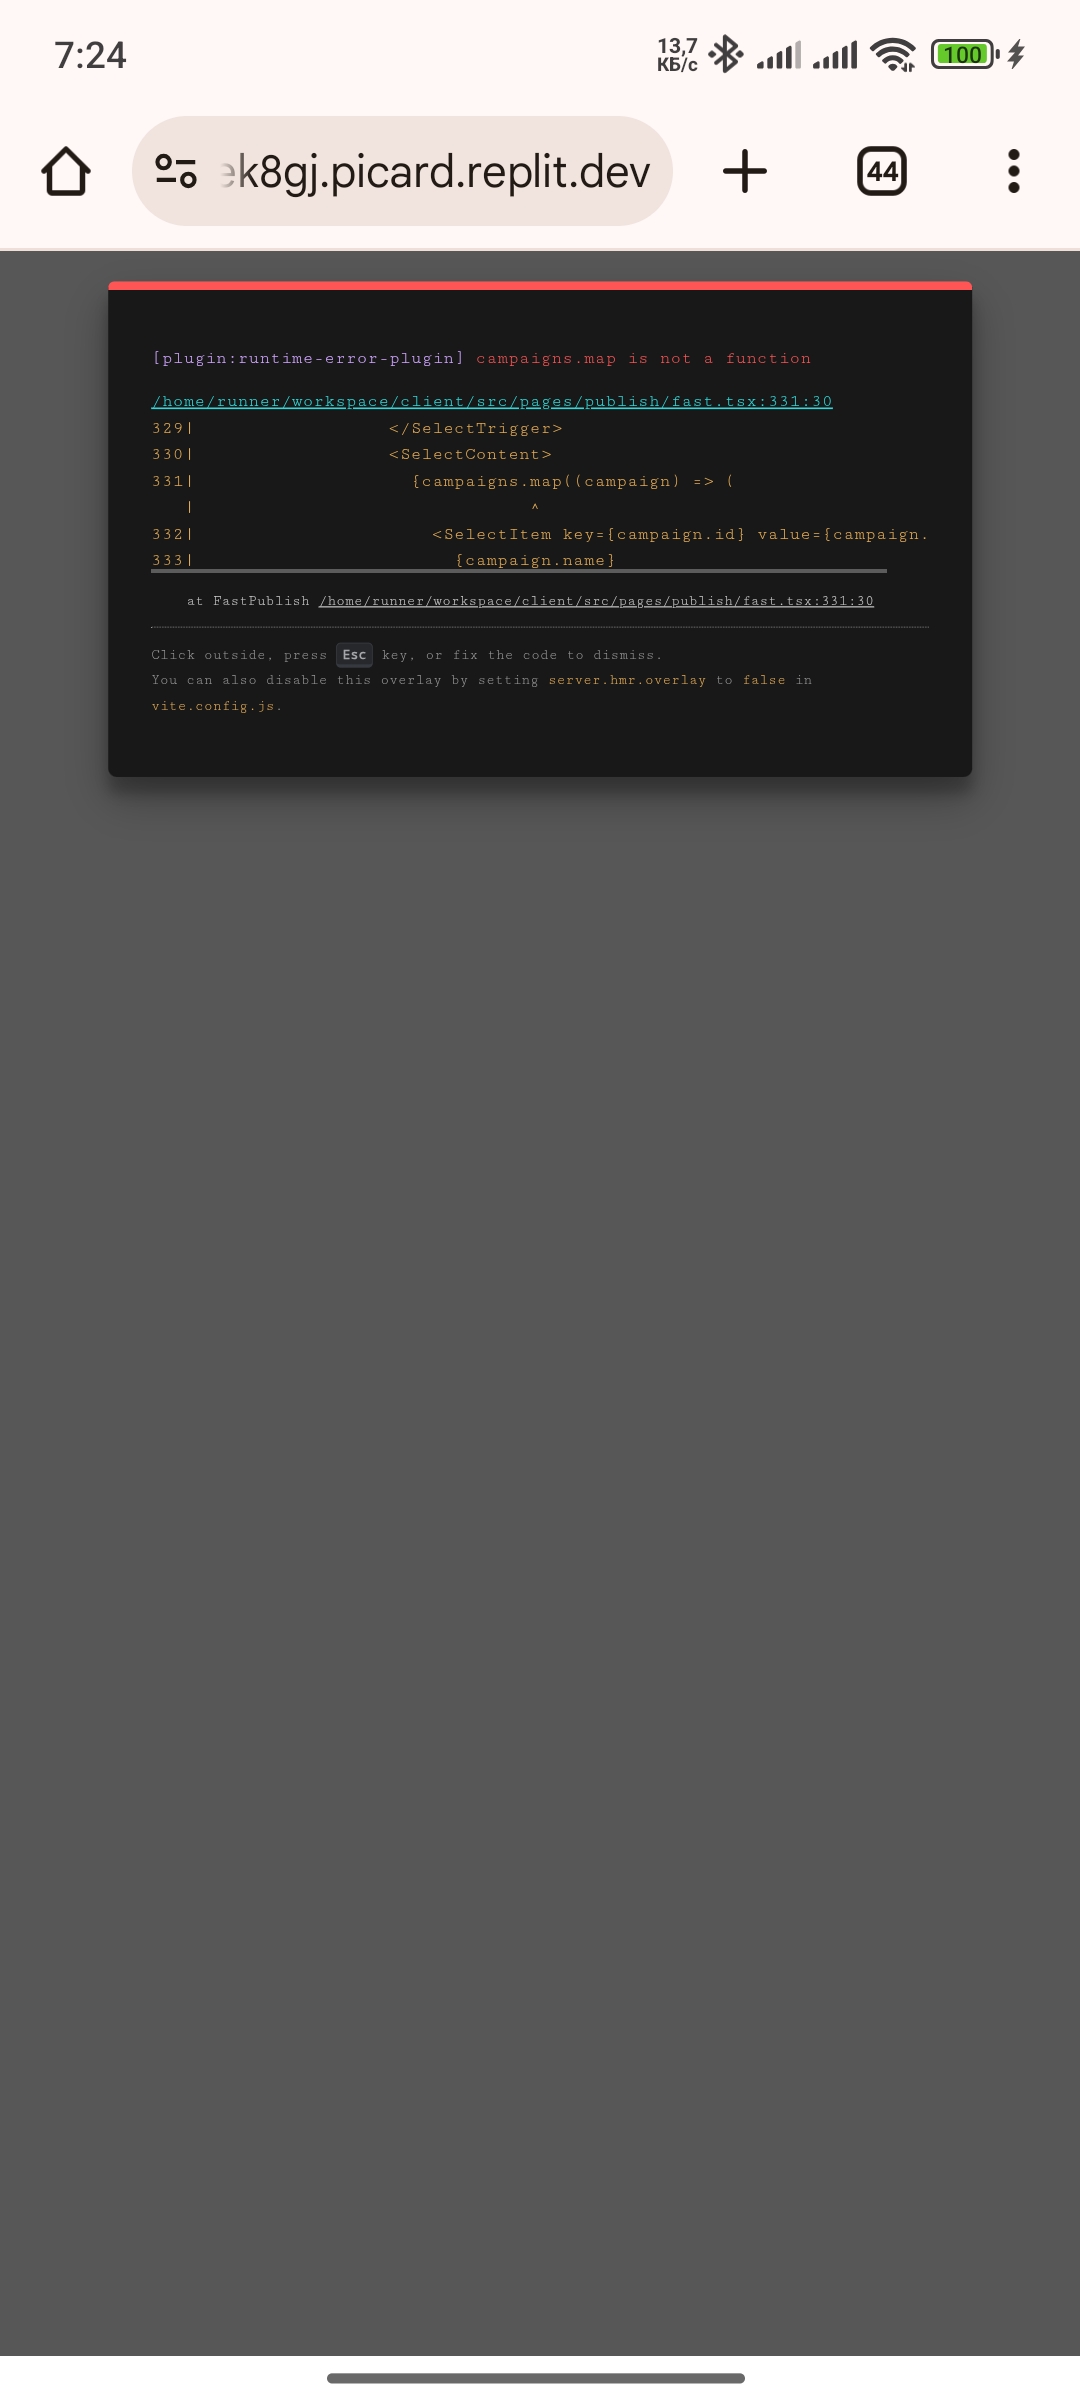 7:24
13,7
КБ/с
100
ek8gj.picard.replit.dev
44
[plugin:runtime-error-plugin] campaigns.map is not a function
/home/runner/workspace/client/src/pages/publish/fast.tsx:331:30
329|                  </SelectTrigger>
330|                  <SelectContent>
331|                    {campaigns.map((campaign) => (
   |                               ^
332|                      <SelectItem key={campaign.id} value={campaign.
333|                        {campaign.name}
at FastPublish /home/runner/workspace/client/src/pages/publish/fast.tsx:331:30
Click outside, press Esc key, or fix the code to dismiss.
You can also disable this overlay by setting server.hmr.overlay to false in
vite.config.js.